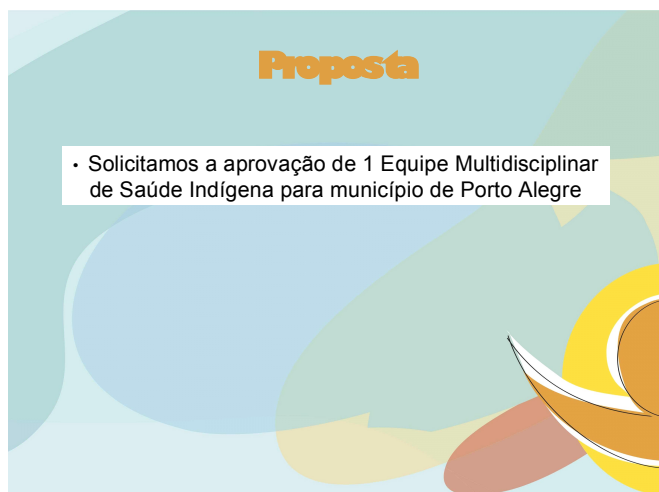 Proposta
• Solicitamos a aprovação de 1 Equipe Multidisciplinar
de Saúde Indígena para município de Porto Alegre